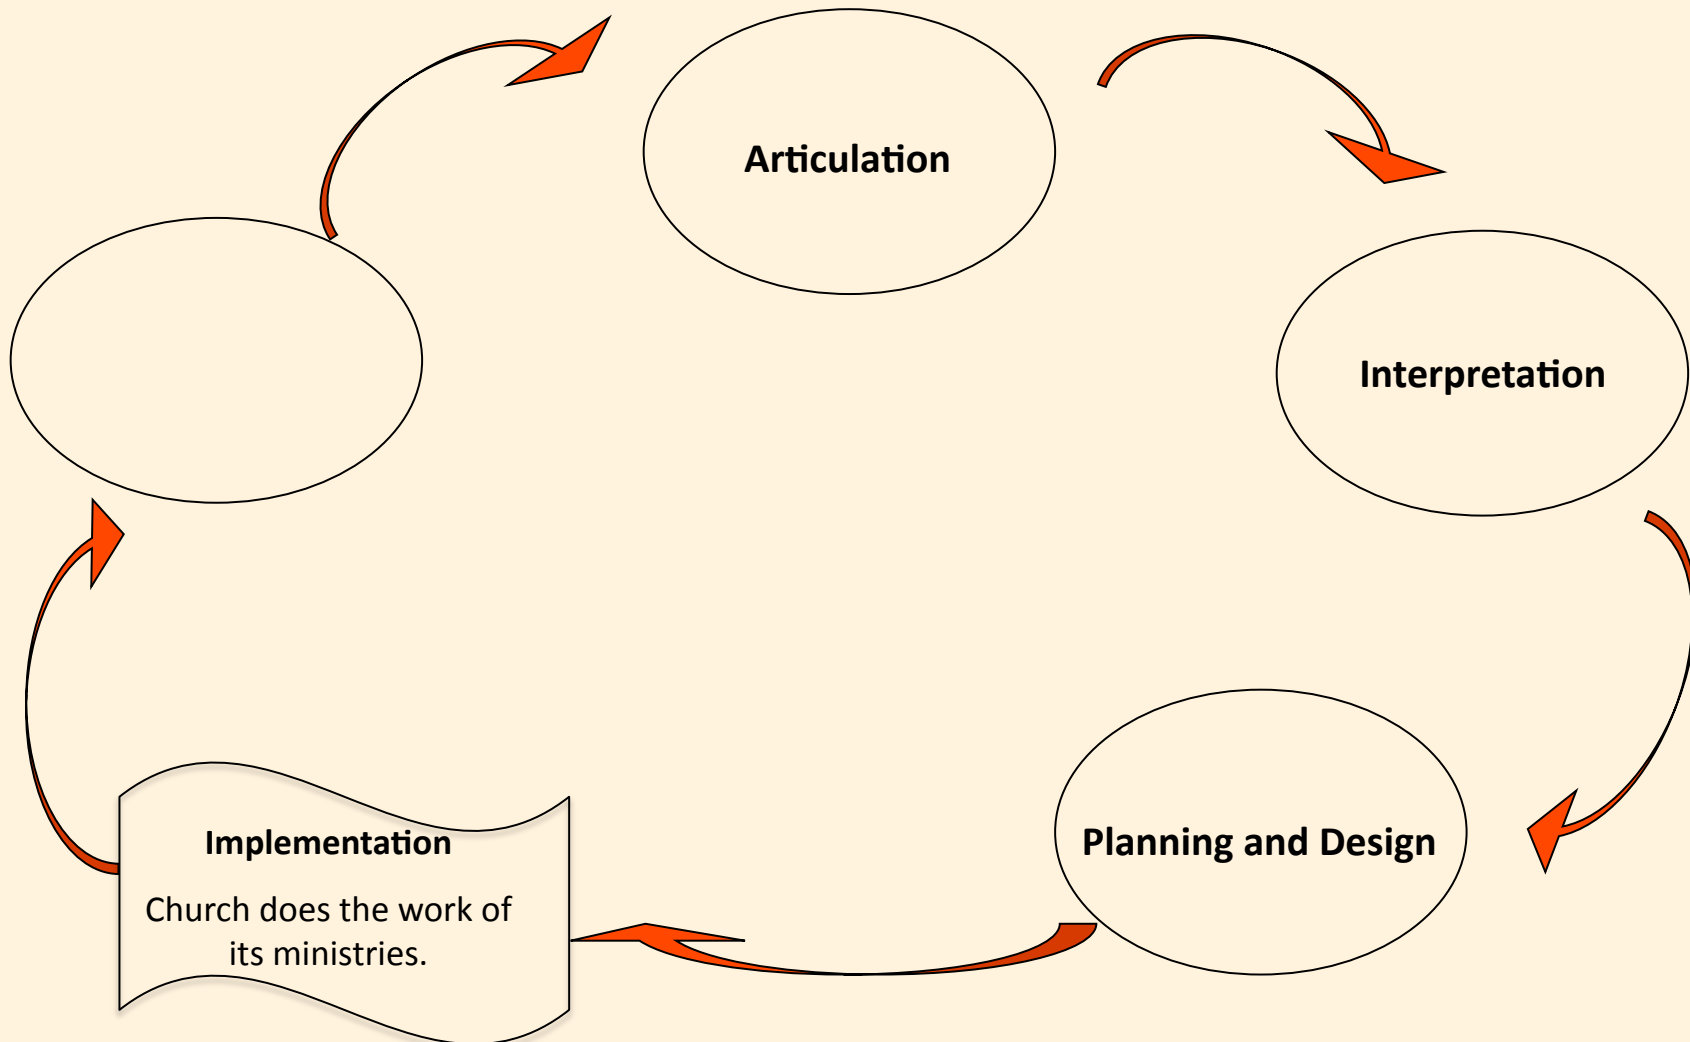 Articulation
Interpretation
Planning and Design
Implementation
Church does the work of
its ministries.